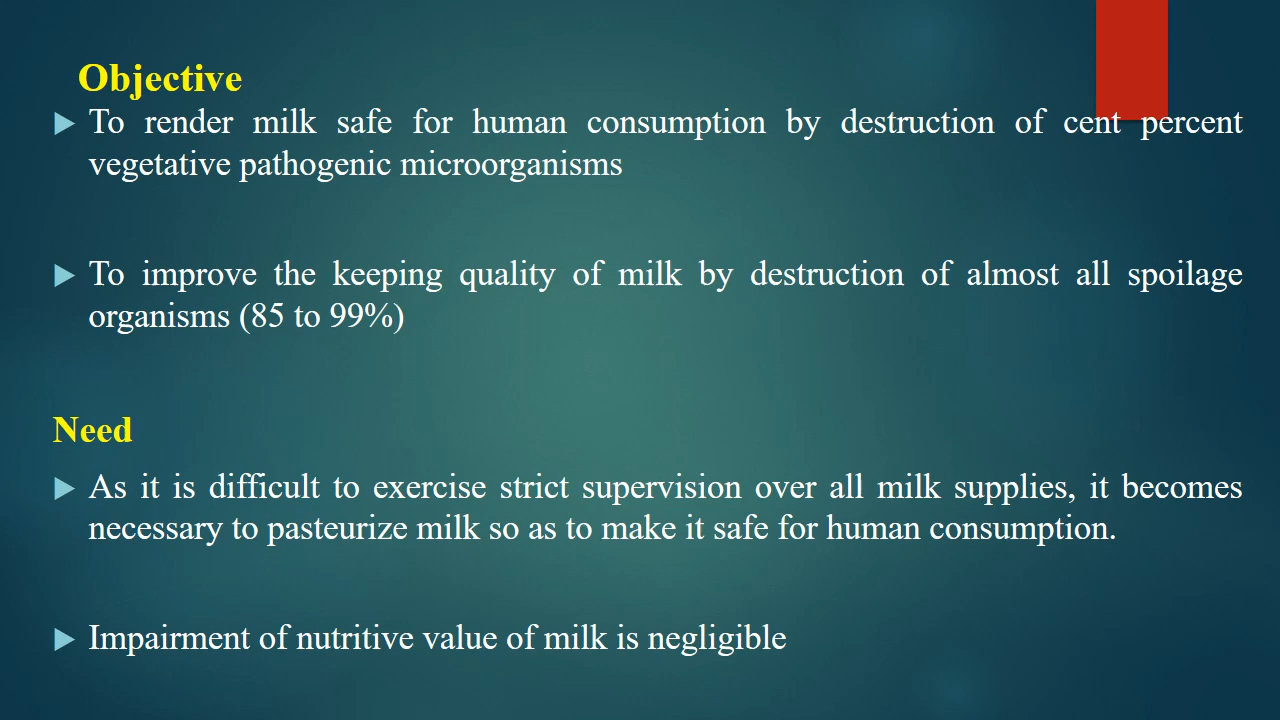 Objective
To render milk safe for human consumption by destruction of cent percent
vegetative pathogenic microorganisms
To improve the keeping quality of milk by destruction of almost all spoilage
organisms (85 to 99%)
Need
As it is difficult to exercise strict supervision over all milk supplies, it becomes
necessary to pasteurize milk so as to make it safe for human consumption.
Impairment of nutritive value of milk is negligible